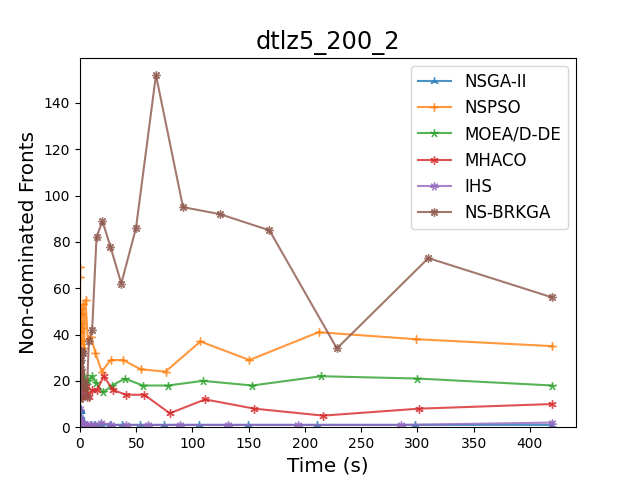 dtlz5_200_2
Non-dominated Fronts
140
120
100
80
60
40
20
0
NSGA-II
NSPSO
MOEA/D-DE
MHACO
IHS
NS-BRKGA
0 50 100 150 200 250 300 350 400
Time (s)